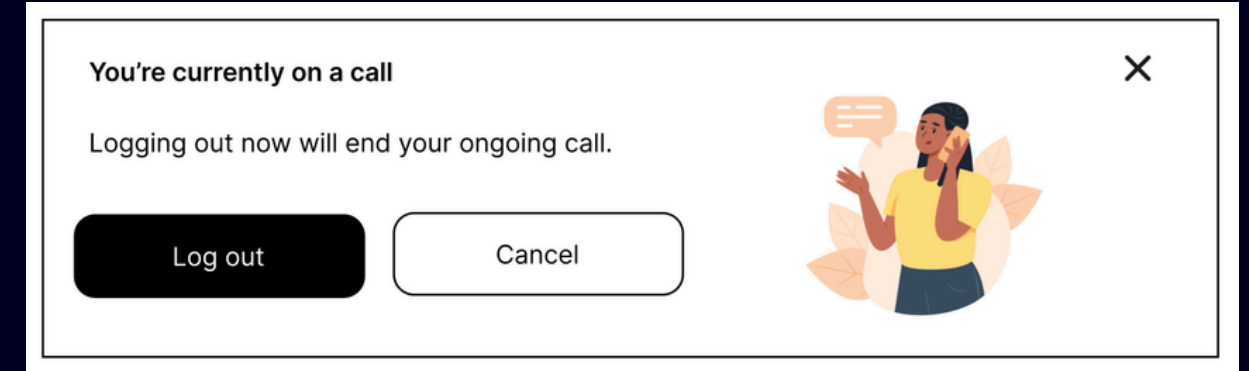 You’re currently on a call
Logging out now will end your ongoing call.
Log out
Cancel